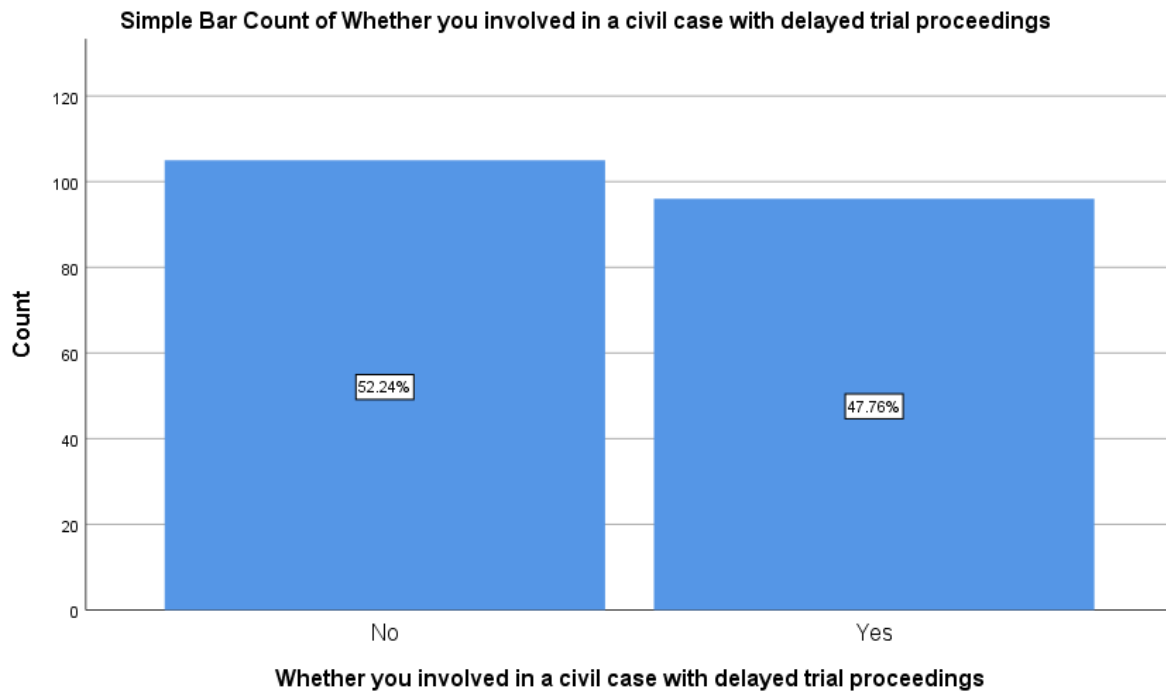 Simple Bar Count of Whether you involved in a civil case with delayed trial proceedings
120
100
80
60
40
20
0
Count
52.24%
47.76%
No
Yes
Whether you involved in a civil case with delayed trial proceedings